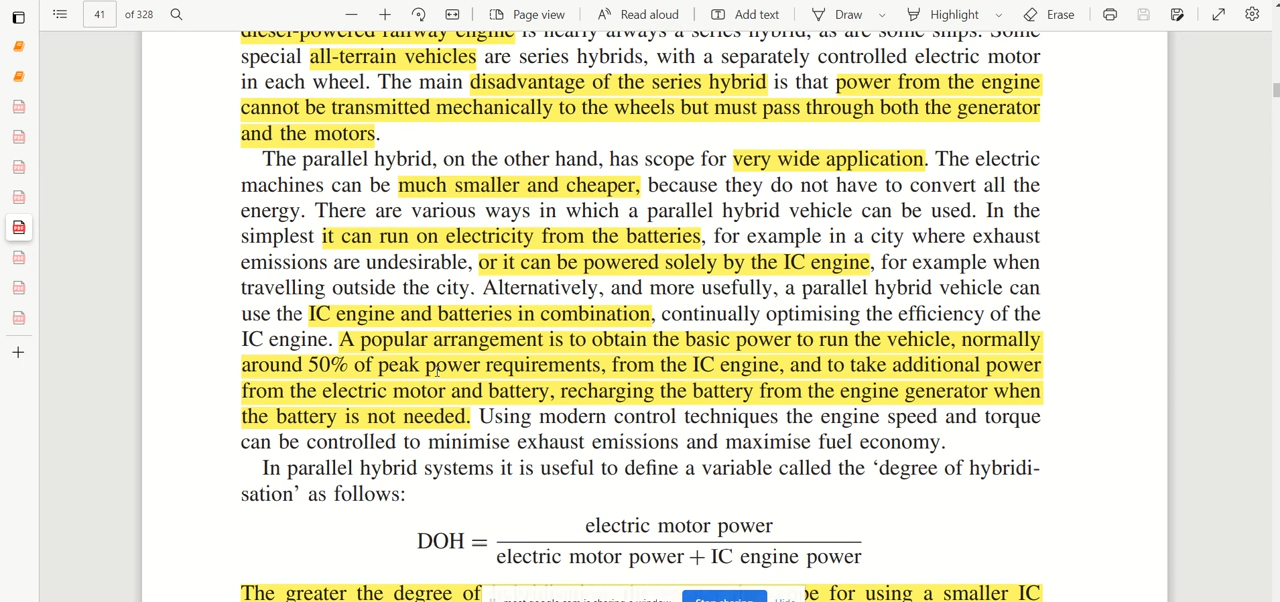 41 of 328 Page view Read aloud Add text Draw Highlight Erase
diesel-powered railway engine is nearly always a series hybrid, as are some ships. Some
special all-terrain vehicles are series hybrids, with a separately controlled electric motor
in each wheel. The main disadvantage of the series hybrid is that power from the engine
cannot be transmitted mechanically to the wheels but must pass through both the generator
and the motors.
The parallel hybrid, on the other hand, has scope for very wide application. The electric
machines can be much smaller and cheaper, because they do not have to convert all the
energy. There are various ways in which a parallel hybrid vehicle can be used. In the
simplest it can run on electricity from the batteries, for example in a city where exhaust
emissions are undesirable, or it can be powered solely by the IC engine, for example when
travelling outside the city. Alternatively, and more usefully, a parallel hybrid vehicle can
use the IC engine and batteries in combination, continually optimising the efficiency of the
IC engine. A popular arrangement is to obtain the basic power to run the vehicle, normally
around 50% of peak power requirements, from the IC engine, and to take additional power
from the electric motor and battery, recharging the battery from the engine generator when
the battery is not needed. Using modern control techniques the engine speed and torque
can be controlled to minimise exhaust emissions and maximise fuel economy.
In parallel hybrid systems it is useful to define a variable called the ‘degree of hybridi-
sation’ as follows:
electric motor power
DOH =
electric motor power + IC engine power
The greater the degree of
be for using a smaller IC
meet.google.com is sharing a window. Stop sharing Hide